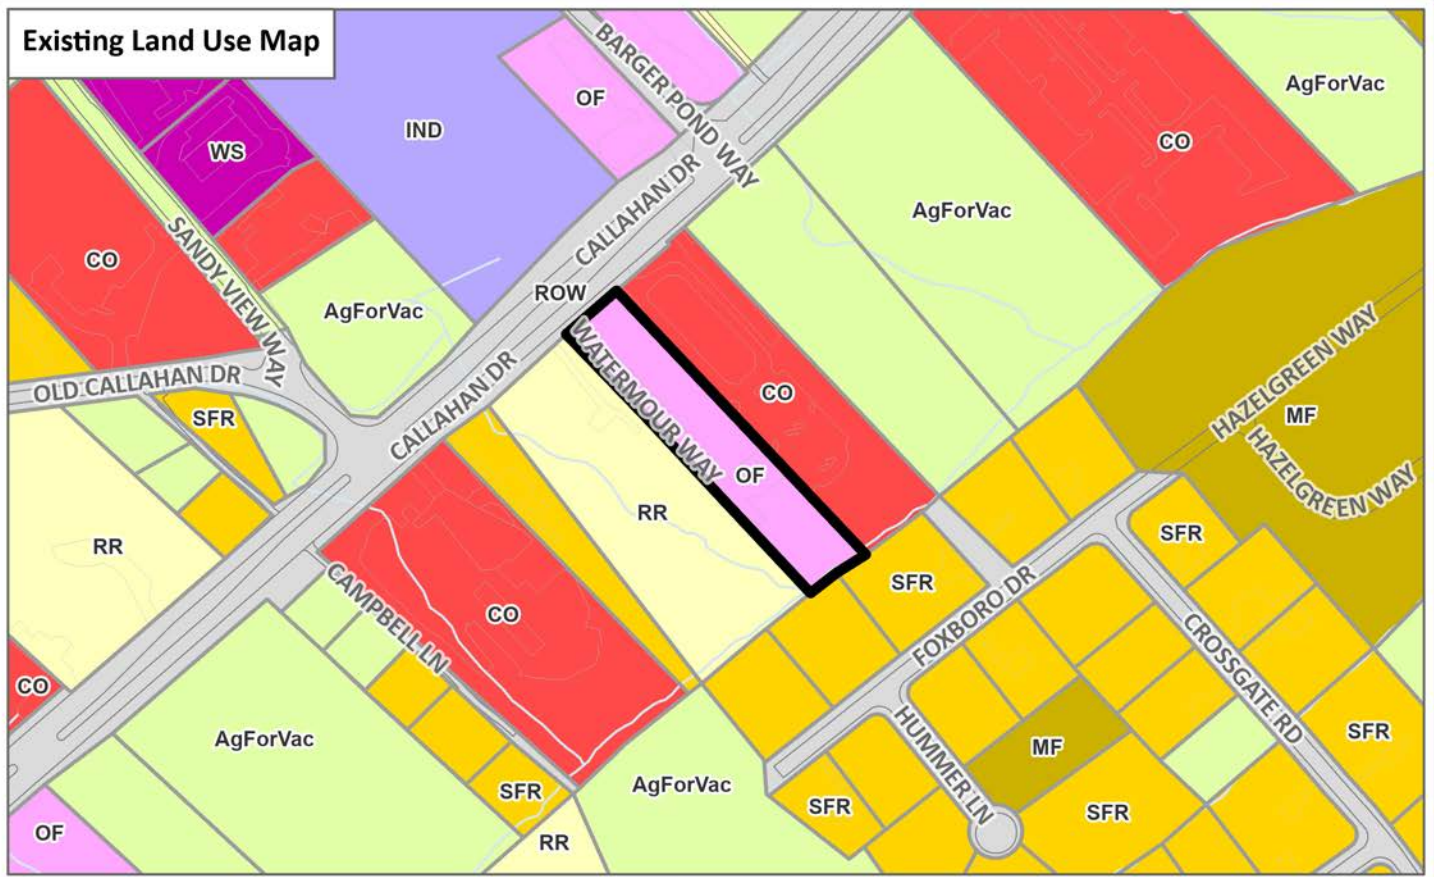 Existing Land Use Map
BARGER POND WAY
AgForVac
OF
IND
CO
WS
CALLAHAN DR
AgForVac
SANDY VIEW WAY
CO
ROW
AgForVac
HAZELGREEN WAY
OLD CALLAHAN DR
WATERMOUR WAY
CO
CALLAHAN DR
SFR
MF
HAZELGREEN WAY
OF
RR
SFR
RR
SFR
CAMPBELL LN
CO
FOXBORO DR
CROSSGATE RD
CO
HUMMER LN
SFR
AgForVac
MF
AgForVac
SFR
SFR
SFR
OF
RR